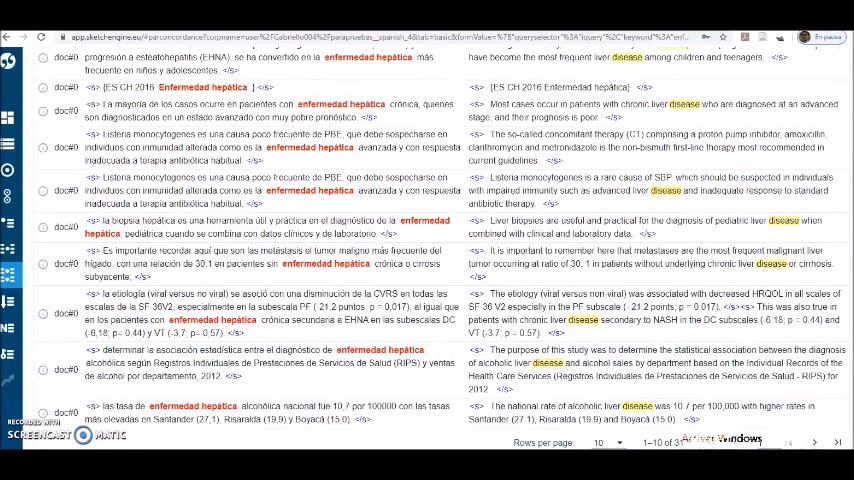 app.sketchengine.eu/#parconcordance?corpname=user%2FGabriello004%2Fparapruebas_spanish_4&tab=basic&formValue=%7B"queryselector"%3A"iquery"%2C"keyword"%3A"enf...
En pausa
doc#0 progresión a esteatohepatitis (EHNA), se ha convertido en la enfermedad hepática más
frecuente en niños y adolescentes. </s>
have become the most frequent liver disease among children and teenagers. </s>
doc#0 <s> {ES CH 2016 Enfermedad hepática } </s>
<s> {ES CH 2016 Enfermedad hepática} </s>
doc#0 <s> La mayoría de los casos ocurre en pacientes con enfermedad hepática crónica, quienes
son diagnosticados en un estado avanzado con muy pobre pronóstico. </s>
<s> Most cases occur in patients with chronic liver disease who are diagnosed at an advanced
stage, and their prognosis is poor. </s>
doc#0 <s> Listeria monocytogenes es una causa poco frecuente de PBE, que debe sospecharse en
individuos con inmunidad alterada como es la enfermedad hepática avanzada y con respuesta
inadecuada a terapia antibiótica habitual. </s>
<s> The so-called concomitant therapy (CT) comprising a proton pump inhibitor, amoxicillin,
clarithromycin and metronidazole is the non-bismuth first-line therapy most recommended in
current guidelines. </s>
doc#0 <s> Listeria monocytogenes es una causa poco frecuente de PBE, que debe sospecharse en
individuos con inmunidad alterada como es la enfermedad hepática avanzada y con respuesta
inadecuada a terapia antibiótica habitual. </s>
<s> Listeria monocytogenes is a rare cause of SBP, which should be suspected in individuals
with impaired immunity such as advanced liver disease and inadequate response to standard
antibiotic therapy. </s>
doc#0 <s> la biopsia hepática es una herramienta útil y práctica en el diagnóstico de la enfermedad
hepática pediátrica cuando se combina con datos clínicos y de laboratorio. </s>
<s> Liver biopsies are useful and practical for the diagnosis of pediatric liver disease when
combined with clinical and laboratory data. </s>
doc#0 <s> Es importante recordar aquí que son las metástasis el tumor maligno más frecuente del
hígado, con una relación de 30:1 en pacientes sin enfermedad hepática crónica o cirrosis
subyacente; </s>
<s> It is important to remember here that metastases are the most frequent malignant liver
tumor occurring at ratio of 30: 1 in patients without underlying chronic liver disease or cirrhosis.
</s>
doc#0 <s> la etiología (viral versus no viral) se asoció con una disminución de la CVRS en todas las
escalas de la SF-36V2, especialmente en la subescala PF (-21,2 puntos, p = 0,017), al igual que
en los pacientes con enfermedad hepática crónica secundaria a EHNA en las subescalas DC
(-6,18; p= 0,44) y VT (-3,7; p= 0,57). </s>
<s> The etiology (viral versus non-viral) was associated with decreased HRQOL in all scales of
SF-36 V2 especially in the PF subscale (-21.2 points; p = 0.017). </s><s> This was also true in
patients with chronic liver disease secondary to NASH in the DC subscales (-6.18; p= 0.44) and
VT (-3.7; p = 0.57). </s>
doc#0 <s> determinar la asociación estadística entre el diagnóstico de enfermedad hepática
alcohólica según Registros Individuales de Prestaciones de Servicios de Salud (RIPS) y ventas
de alcohol por departamento, 2012. </s>
<s> The purpose of this study was to determine the statistical association between the diagnosis
of alcoholic liver disease and alcohol sales by department based on the Individual Records of the
Health Care Services (Registros Individuales de Prestaciones de Servicios de Salud - RIPS) for
2012 </s>
doc#0 <s> las tasa de enfermedad hepática alcohólica nacional fue 10,7 por 100000 con las tasas
más elevadas en Santander (27,1), Risaralda (19,9) and Boyacá (15,0). </s>
<s> The national rate of alcoholic liver disease was 10.7 per 100,000 with higher rates in
Santander (27.1), Risaralda (19.9) and Boyacá (15.0). </s>
RECORDED WITH
SCREENCAST MATIC
Rows per page: 10 1–10 of 31 / 4
Activar Windows